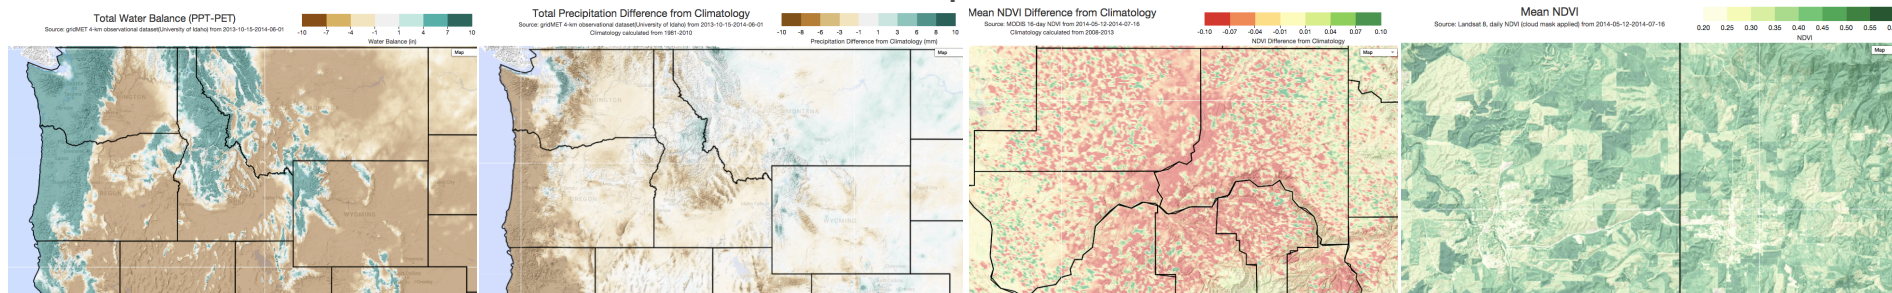 Total Water Balance (PPT-PET)
Source: gridMET 4-km observational dataset(University of Idaho) from 2013-10-15-2014-06-01
-10 -7 -4 -1 1 4 7 10
Water Balance (in)
Map
WYOMING
Total Precipitation Difference from Climatology
Source: gridMET 4-km observational dataset(University of Idaho) from 2013-10-15-2014-06-01
Climatology calculated from 1981-2010
-10 -8 -6 -3 -1 1 3 6 8 10
Precipitation Difference from Climatology (mm)
Map
MONTANA
WYOMING
Mean NDVI Difference from Climatology
Source: MODIS 16-day NDVI from 2014-05-12-2014-07-16
Climatology calculated from 2008-2013
-0.10 -0.07 -0.04 -0.01 0.01 0.04 0.07 0.10
NDVI Difference from Climatology
Map
Mean NDVI
Source: Landsat 8, daily NDVI (cloud mask applied) from 2014-05-12-2014-07-16
0.20 0.25 0.30 0.35 0.40 0.45 0.50 0.55
NDVI
Map